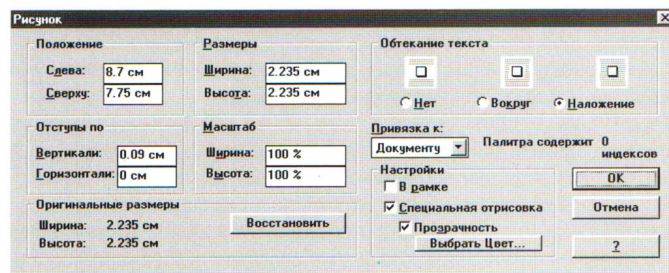 Рисунок
Положение
Слева: 8.7 см
Сверху: 7.75 см
Размеры
Ширина: 2.235 см
Высота: 2.235 см
Обтекание текста
Нет Вокруг Наложение
Отступы по
Вертикали: 0.09 см
Горизонтали: 0 см
Масштаб
Ширина: 100 %
Высота: 100 %
Привязка к:
Документу
Палитра содержит 0
индексов
Настройки
В рамке
Специальная отрисовка
Прозрачность
Выбрать Цвет...
OK
Отмена
?
Оригинальные размеры
Ширина: 2.235 см
Высота: 2.235 см
Восстановить